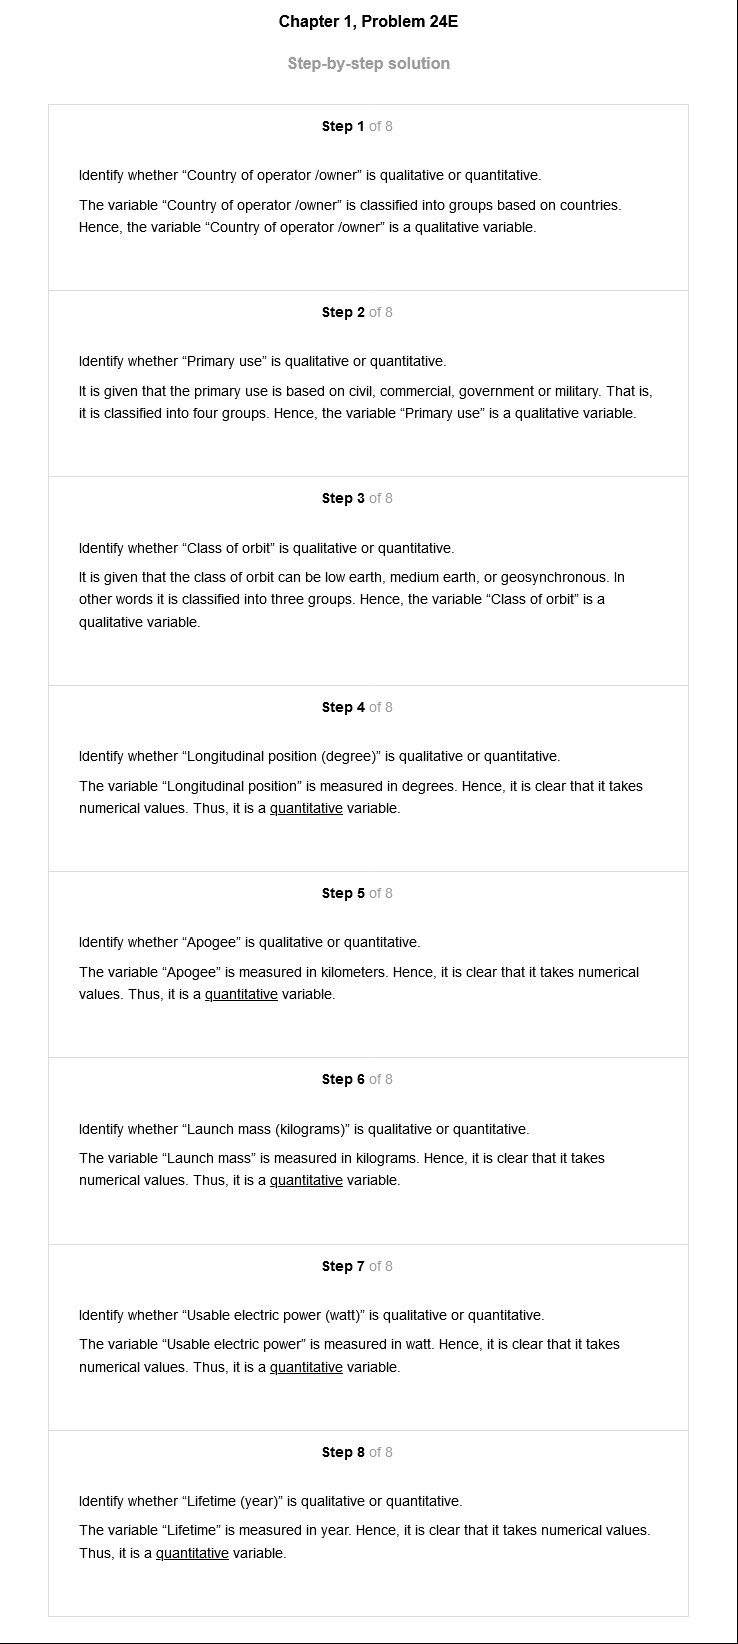 Chapter 1, Problem 24E
Step-by-step solution
Step 1 of 8
Identify whether “Country of operator /owner” is qualitative or quantitative.
The variable “Country of operator /owner” is classified into groups based on countries.
Hence, the variable “Country of operator /owner” is a qualitative variable.
Step 2 of 8
Identify whether “Primary use” is qualitative or quantitative.
It is given that the primary use is based on civil, commercial, government or military. That is,
it is classified into four groups. Hence, the variable “Primary use” is a qualitative variable.
Step 3 of 8
Identify whether “Class of orbit” is qualitative or quantitative.
It is given that the class of orbit can be low earth, medium earth, or geosynchronous. In
other words it is classified into three groups. Hence, the variable “Class of orbit” is a
qualitative variable.
Step 4 of 8
Identify whether “Longitudinal position (degree)” is qualitative or quantitative.
The variable “Longitudinal position” is measured in degrees. Hence, it is clear that it takes
numerical values. Thus, it is a quantitative variable.
Step 5 of 8
Identify whether “Apogee” is qualitative or quantitative.
The variable “Apogee” is measured in kilometers. Hence, it is clear that it takes numerical
values. Thus, it is a quantitative variable.
Step 6 of 8
Identify whether “Launch mass (kilograms)” is qualitative or quantitative.
The variable “Launch mass” is measured in kilograms. Hence, it is clear that it takes
numerical values. Thus, it is a quantitative variable.
Step 7 of 8
Identify whether “Usable electric power (watt)” is qualitative or quantitative.
The variable “Usable electric power” is measured in watt. Hence, it is clear that it takes
numerical values. Thus, it is a quantitative variable.
Step 8 of 8
Identify whether “Lifetime (year)” is qualitative or quantitative.
The variable “Lifetime” is measured in year. Hence, it is clear that it takes numerical values.
Thus, it is a quantitative variable.